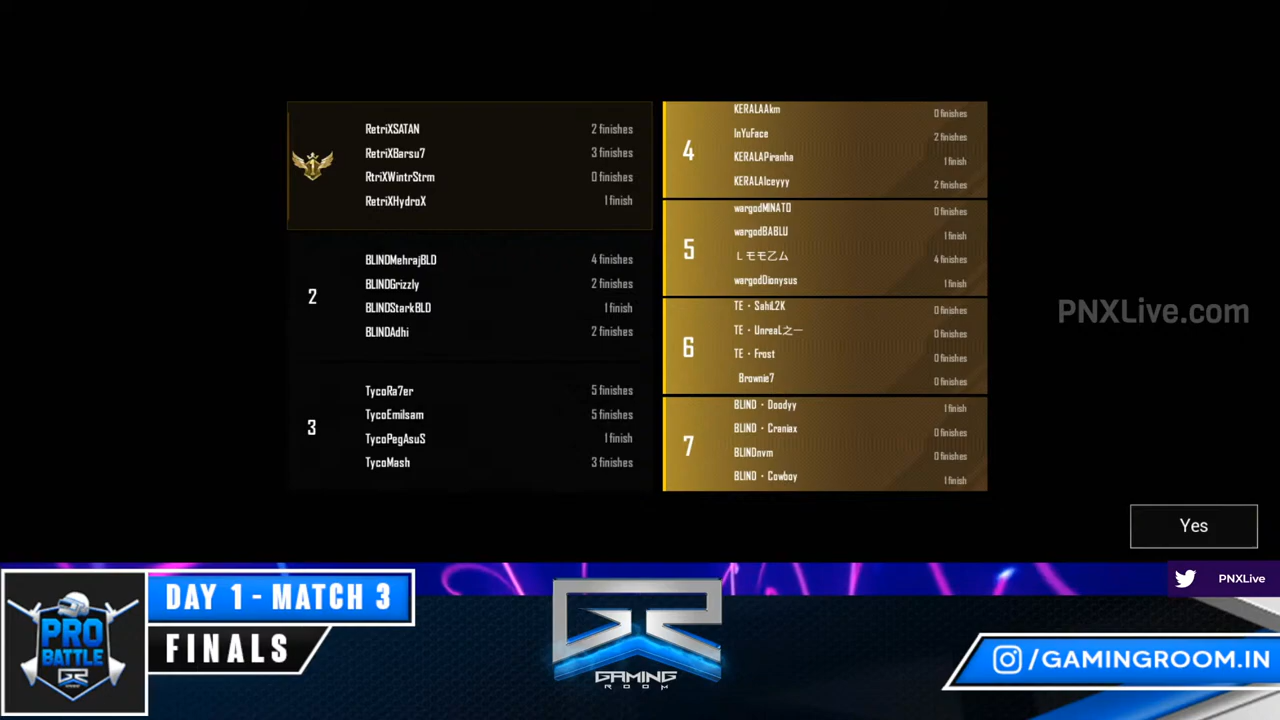 1
RetriXSATAN 2 finishes
RetriXBarsu7 3 finishes
RtriXWintrStrm 0 finishes
RetriXHydroX 1 finish
2
BLINDMehrajBLD 4 finishes
BLINDGrizzly 2 finishes
BLINDStarkBLD 1 finish
BLINDAdhi 2 finishes
3
TycoRa7er 5 finishes
TycoEmilsam 5 finishes
TycoPegAsuS 1 finish
TycoMash 3 finishes
4
KERALAAkm 0 finishes
InYuFace 2 finishes
KERALAPiranha 1 finish
KERALAIceyyy 2 finishes
5
wargodMINATO 0 finishes
wargodBABLU 1 finish
Lモモ乙ム 4 finishes
wargodDionysus 1 finish
6
TE・SahiL2K 0 finishes
TE・UnreaL之一 0 finishes
TE・Frost 0 finishes
Brownie7 0 finishes
7
BLIND・Doodyy 1 finish
BLIND・Craniax 0 finishes
BLINDnvm 0 finishes
BLIND・Cowboy 1 finish
PNXLive.com
Yes
PNXLive
PRO
BATTLE
DAY 1 - MATCH 3
FINALS
GR
GAMING
ROOM
/GAMINGROOM.IN